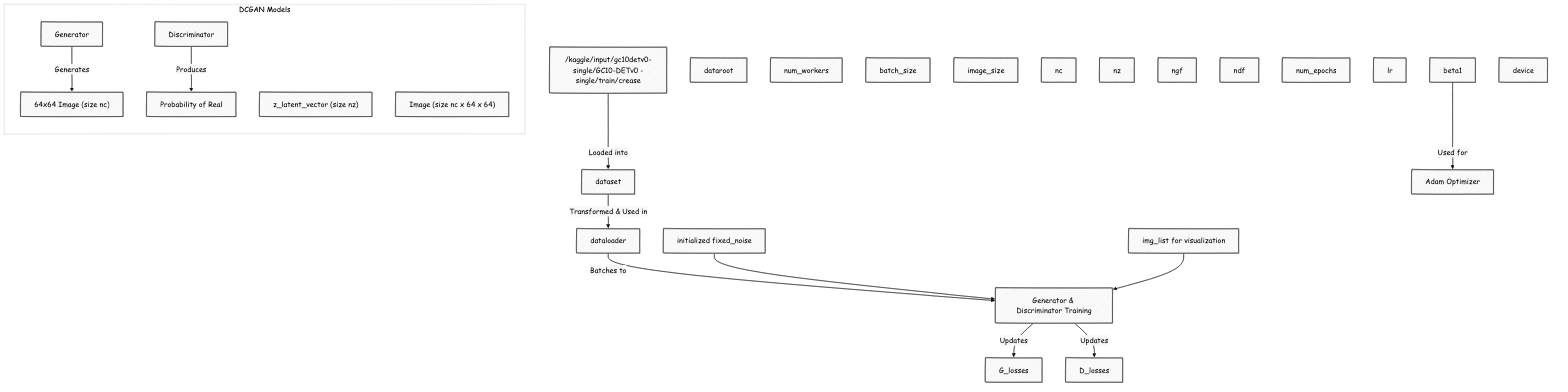 DCGAN Models
Generator
Discriminator
Generates
Produces
64x64 Image (size nc)
Probability of Real
z_latent_vector (size nz)
Image (size nc x 64 x 64)
/kaggle/input/gc10detv0-
single/GC10-DETv0 -
single/train/crease
dataroot
num_workers
batch_size
image_size
nc
nz
ngf
ndf
num_epochs
lr
beta1
device
Loaded into
Used for
dataset
Adam Optimizer
Transformed & Used in
dataloader
initialized fixed_noise
img_list for visualization
Batches to
Generator &
Discriminator Training
Updates
Updates
G_losses
D_losses